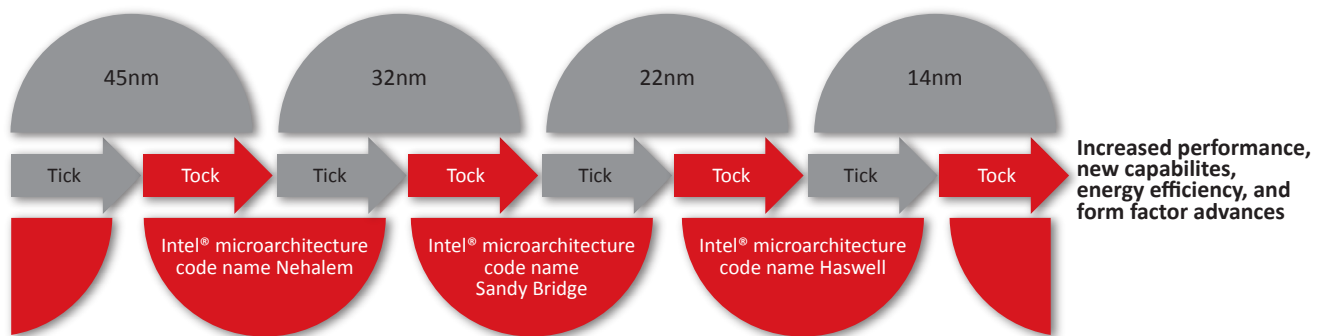 45nm
32nm
22nm
14nm
Tick
Tock
Tick
Tock
Tick
Tock
Tick
Tock
Increased performance,
new capabilites,
energy efficiency, and
form factor advances
Intel® microarchitecture
code name Nehalem
Intel® microarchitecture
code name
Sandy Bridge
Intel® microarchitecture
code name Haswell